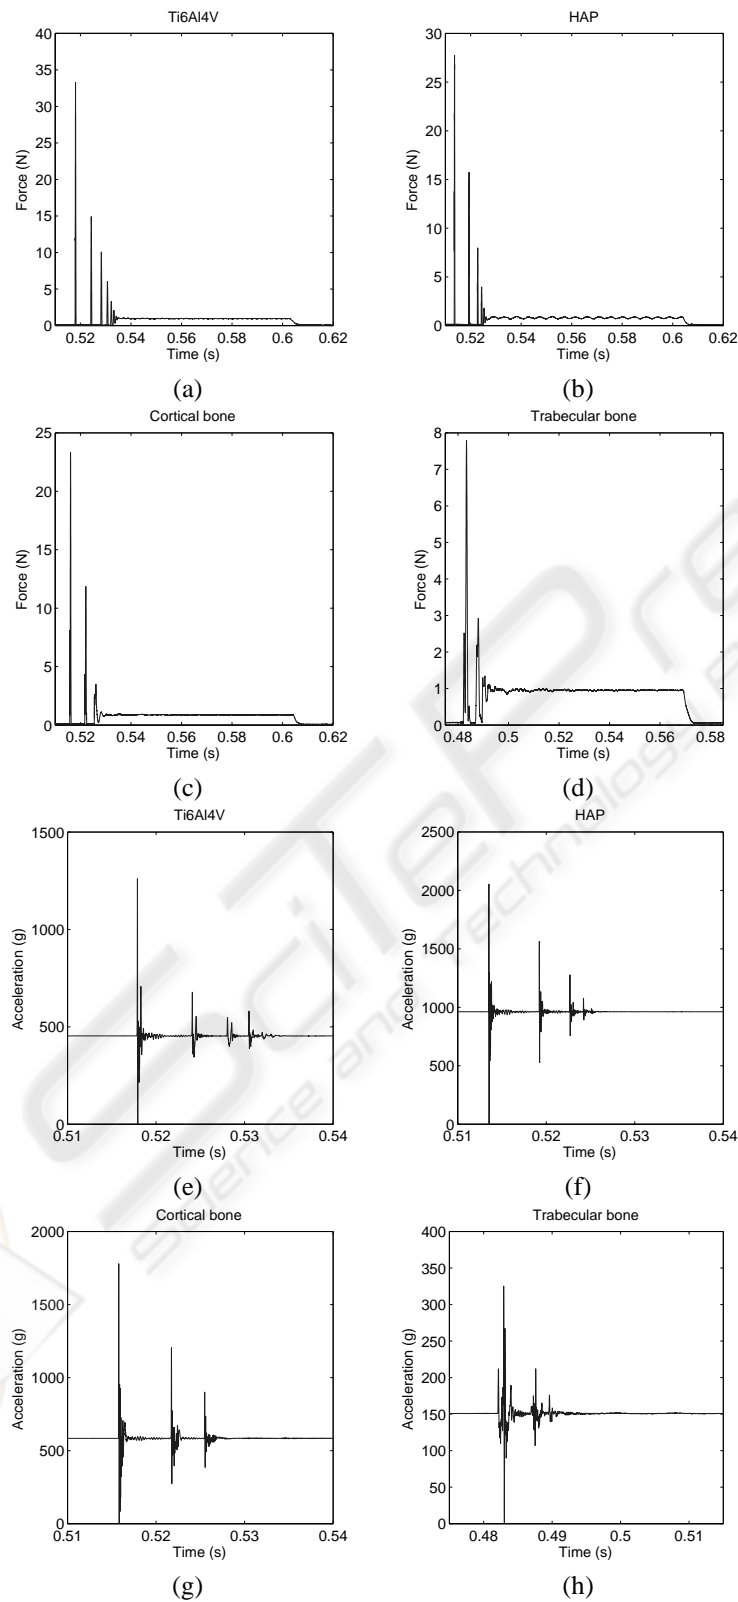 Ti6Al4V
40
35
30
25
20
15
10
5
0
Force (N)
0.52 0.54 0.56 0.58 0.6 0.62
Time (s)
(a)
HAP
30
25
20
15
10
5
0
Force (N)
0.52 0.54 0.56 0.58 0.6 0.62
Time (s)
(b)
Cortical bone
25
20
15
10
5
0
Force (N)
0.52 0.54 0.56 0.58 0.6 0.62
Time (s)
(c)
Trabecular bone
8
7
6
5
4
3
2
1
0
Force (N)
0.48 0.5 0.52 0.54 0.56 0.58
Time (s)
(d)
Ti6Al4V
1500
1000
500
0
Acceleration (g)
0.51 0.52 0.53 0.54
Time (s)
(e)
HAP
2500
2000
1500
1000
500
0
Acceleration (g)
0.51 0.52 0.53 0.54
Time (s)
(f)
Cortical bone
2000
1500
1000
500
0
Acceleration (g)
0.51 0.52 0.53 0.54
Time (s)
(g)
Trabecular bone
400
350
300
250
200
150
100
50
0
Acceleration (g)
0.48 0.49 0.5 0.51
Time (s)
(h)
SciTePre
Science and Technology P